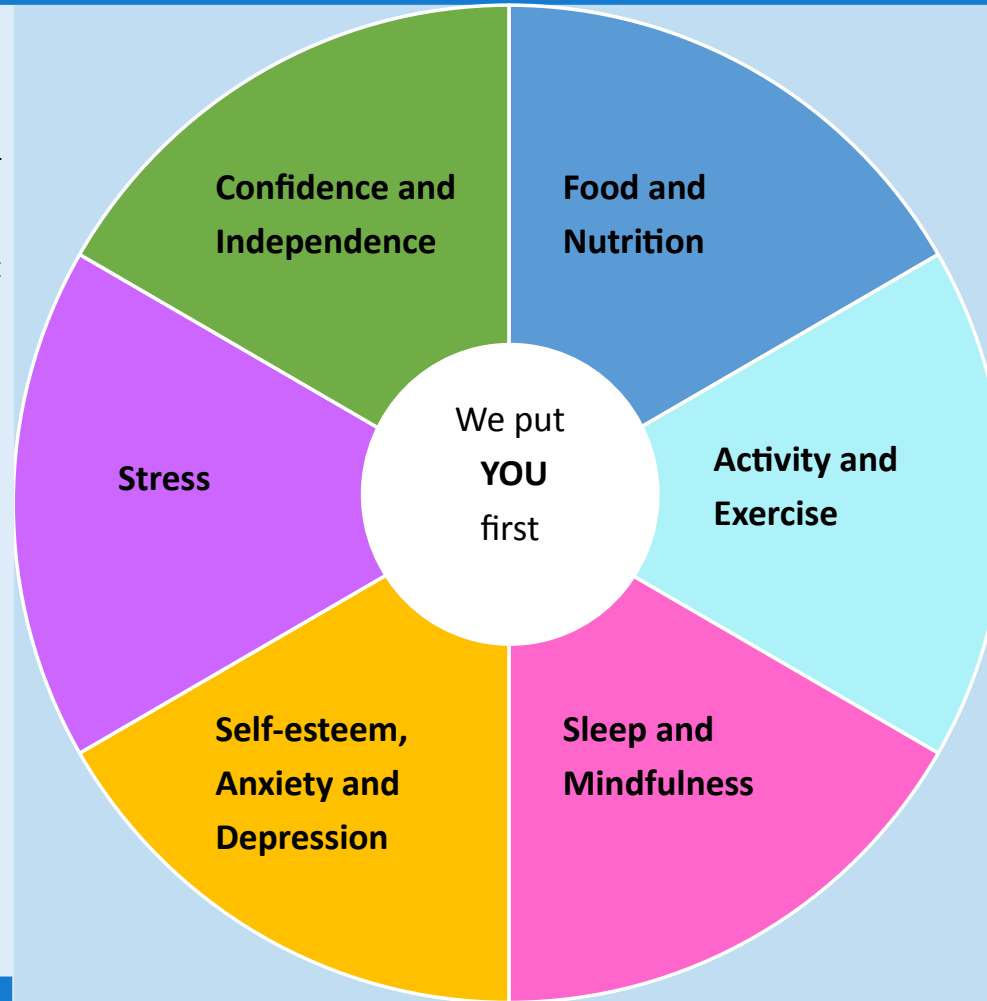 Confidence and
Independence
Food and
Nutrition
We put
YOU
first
Activity and
Exercise
Stress
Self-esteem,
Anxiety and
Depression
Sleep and
Mindfulness